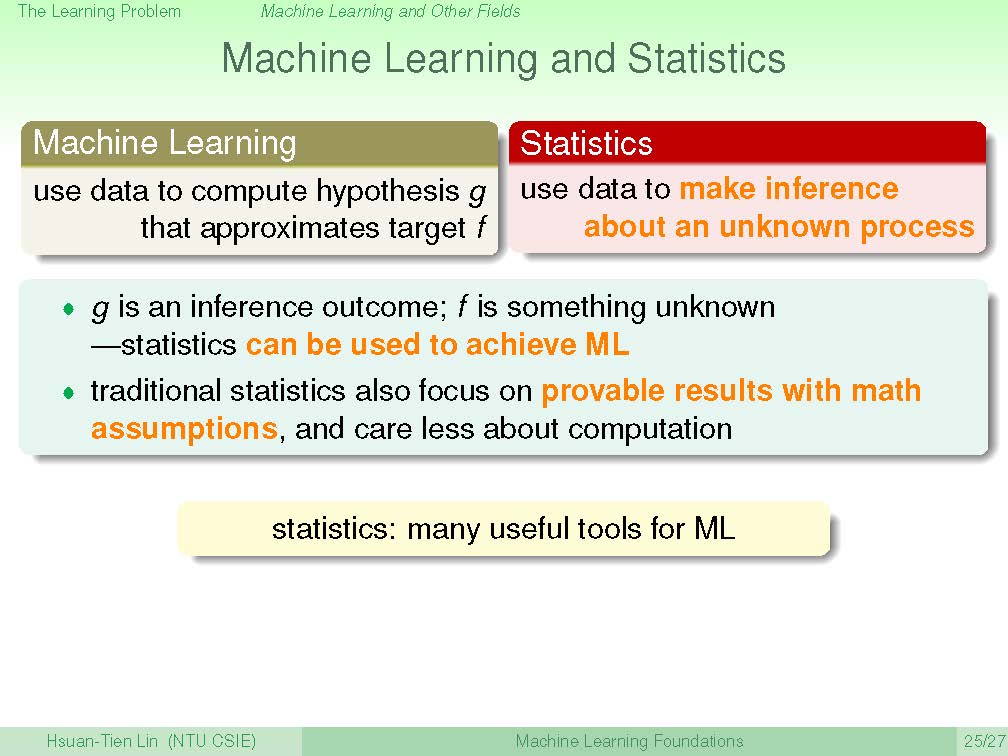 The Learning Problem Machine Learning and Other Fields
Machine Learning and Statistics
Machine Learning
use data to compute hypothesis g
that approximates target f
Statistics
use data to make inference
about an unknown process
• g is an inference outcome; f is something unknown
—statistics can be used to achieve ML
• traditional statistics also focus on provable results with math
assumptions, and care less about computation
statistics: many useful tools for ML
Hsuan-Tien Lin (NTU CSIE) Machine Learning Foundations 25/27